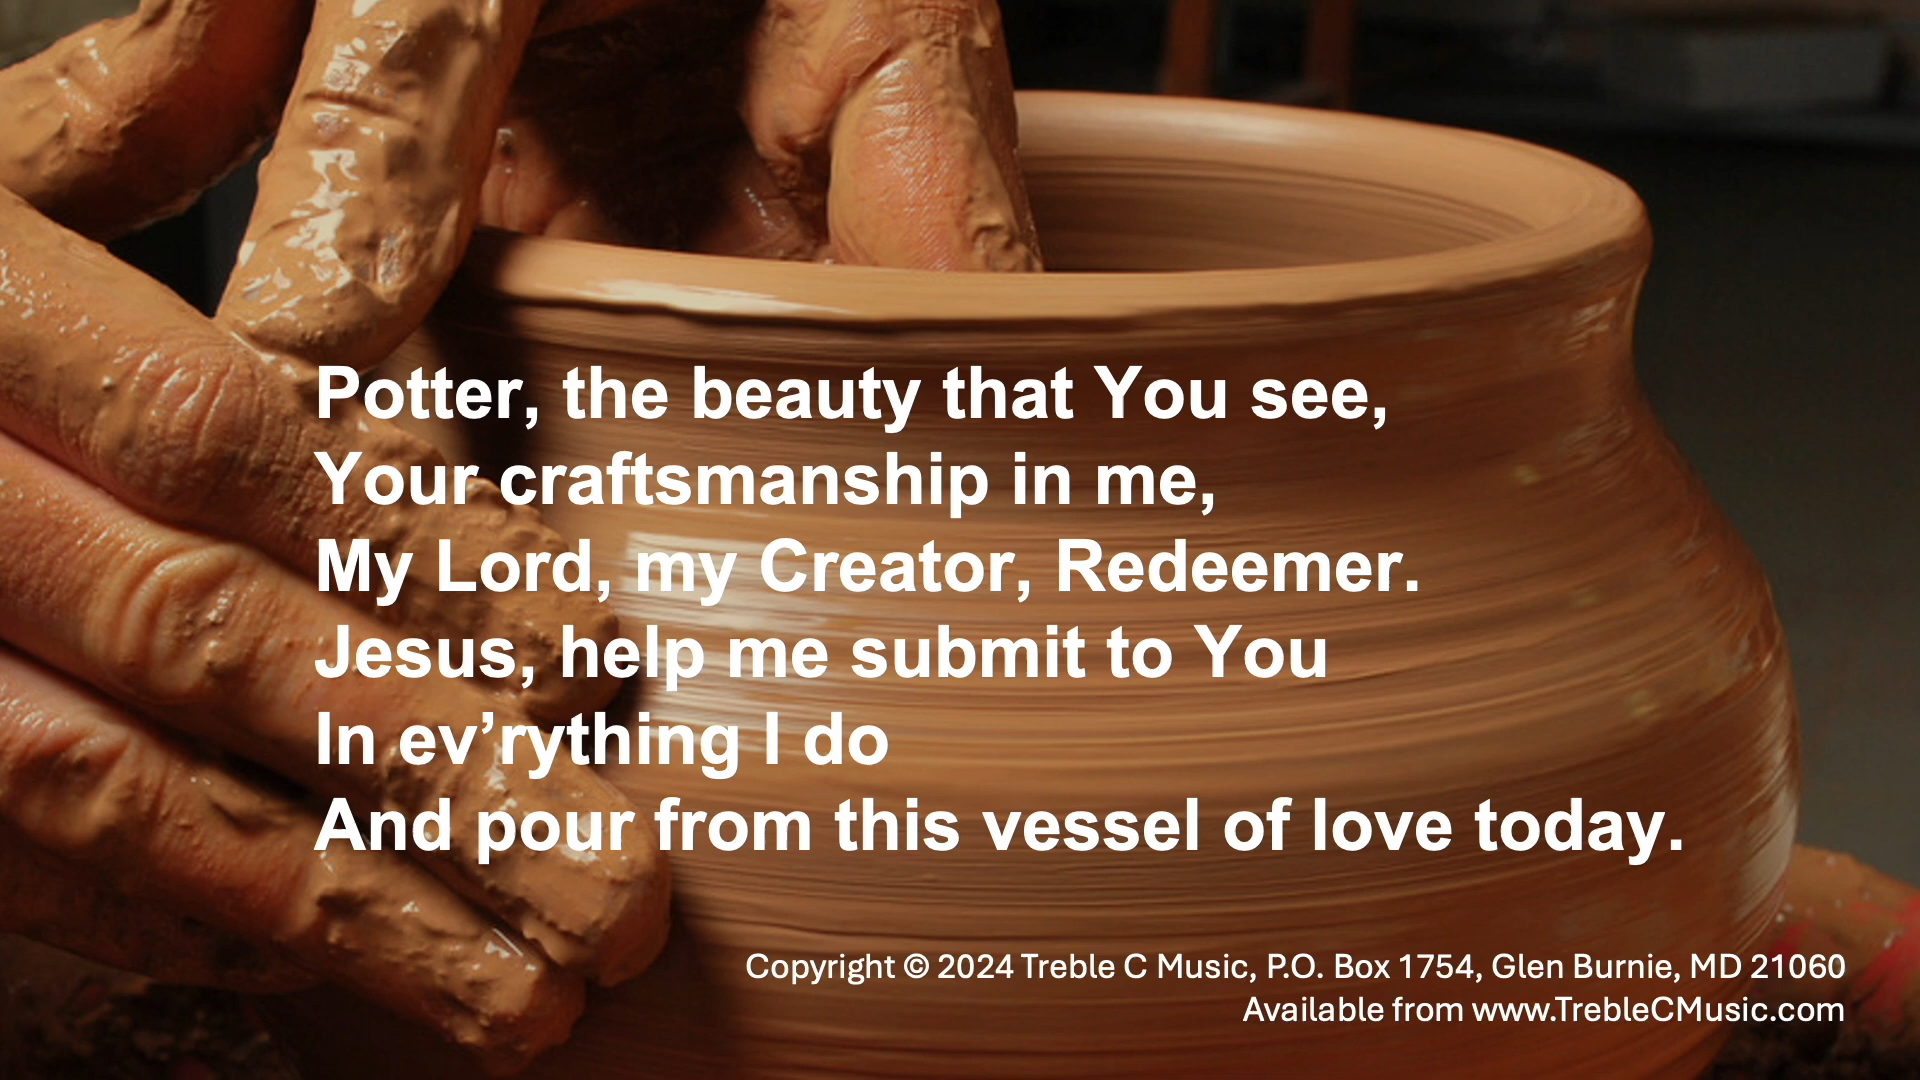 Potter, the beauty that You see,
Your craftsmanship in me,
My Lord, my Creator, Redeemer.
Jesus, help me submit to You
In ev’rything I do
And pour from this vessel of love today.
Copyright © 2024 Treble C Music, P.O. Box 1754, Glen Burnie, MD 21060
Available from www.TrebleCMusic.com